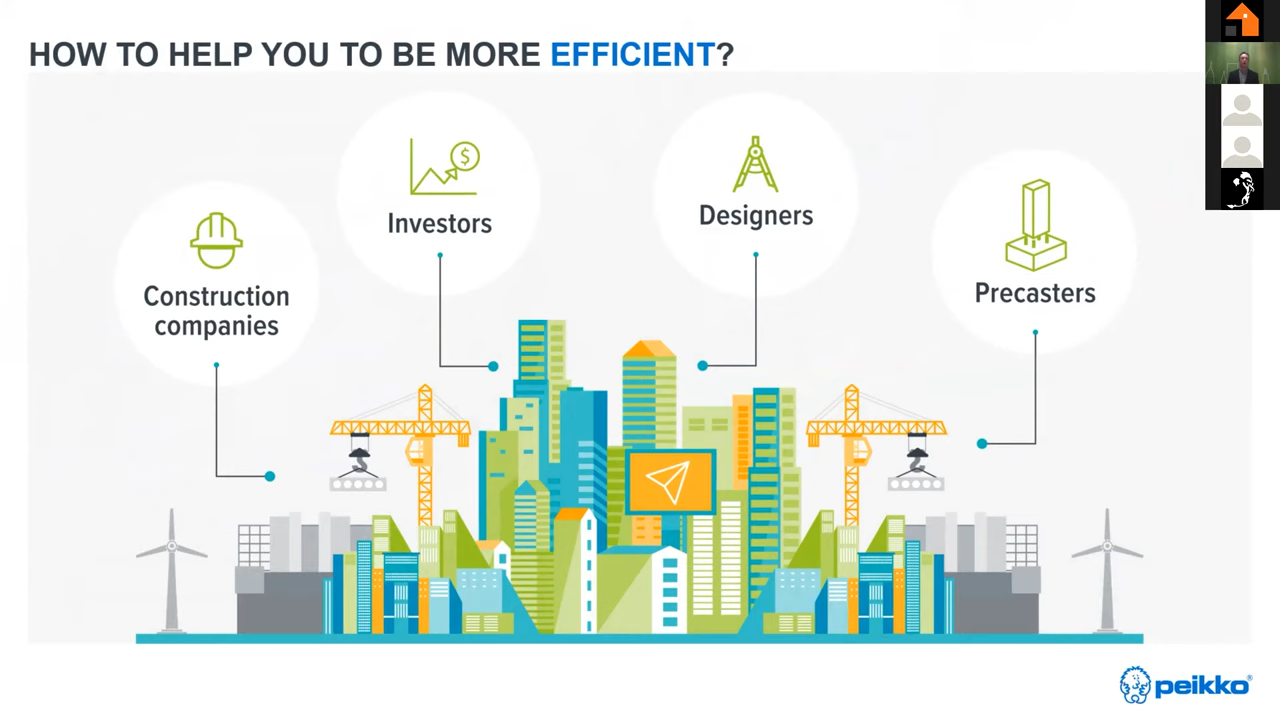 HOW TO HELP YOU TO BE MORE EFFICIENT?
$
Investors
Designers
Construction
companies
Precasters
peikko®